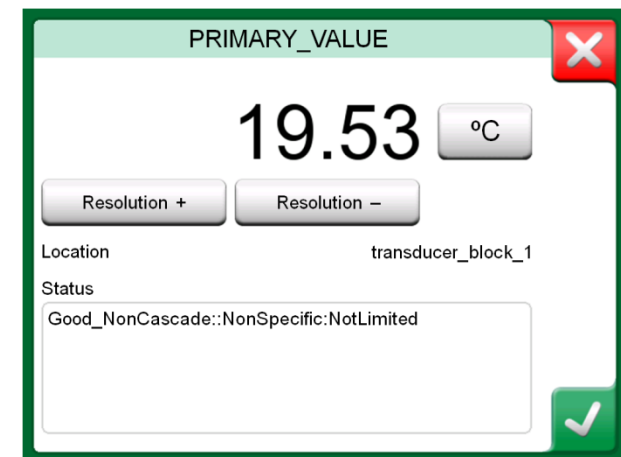 PRIMARY_VALUE
19.53 ºC
Resolution + Resolution –
Location transducer_block_1
Status
Good_NonCascade::NonSpecific:NotLimited